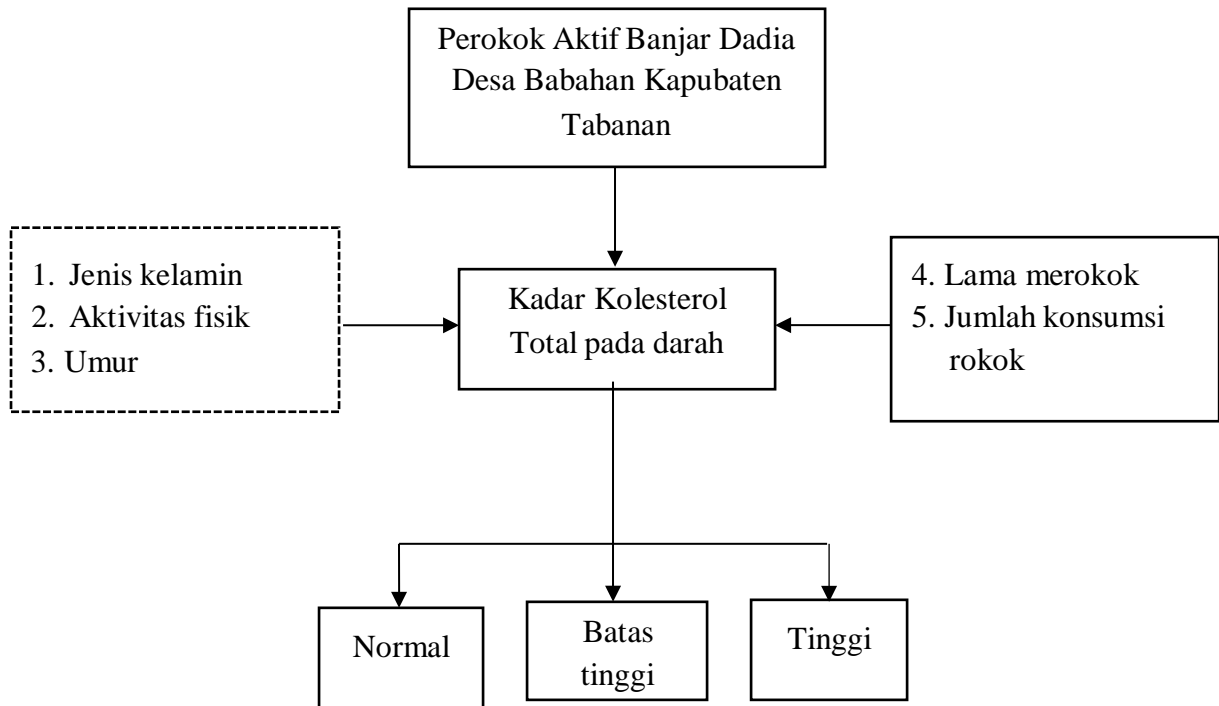 Perokok Aktif Banjar Dadia
Desa Babahan Kapubaten
Tabanan
1. Jenis kelamin
2. Aktivitas fisik
3. Umur
Kadar Kolesterol
Total pada darah
4. Lama merokok
5. Jumlah konsumsi
rokok
Normal
Batas
tinggi
Tinggi